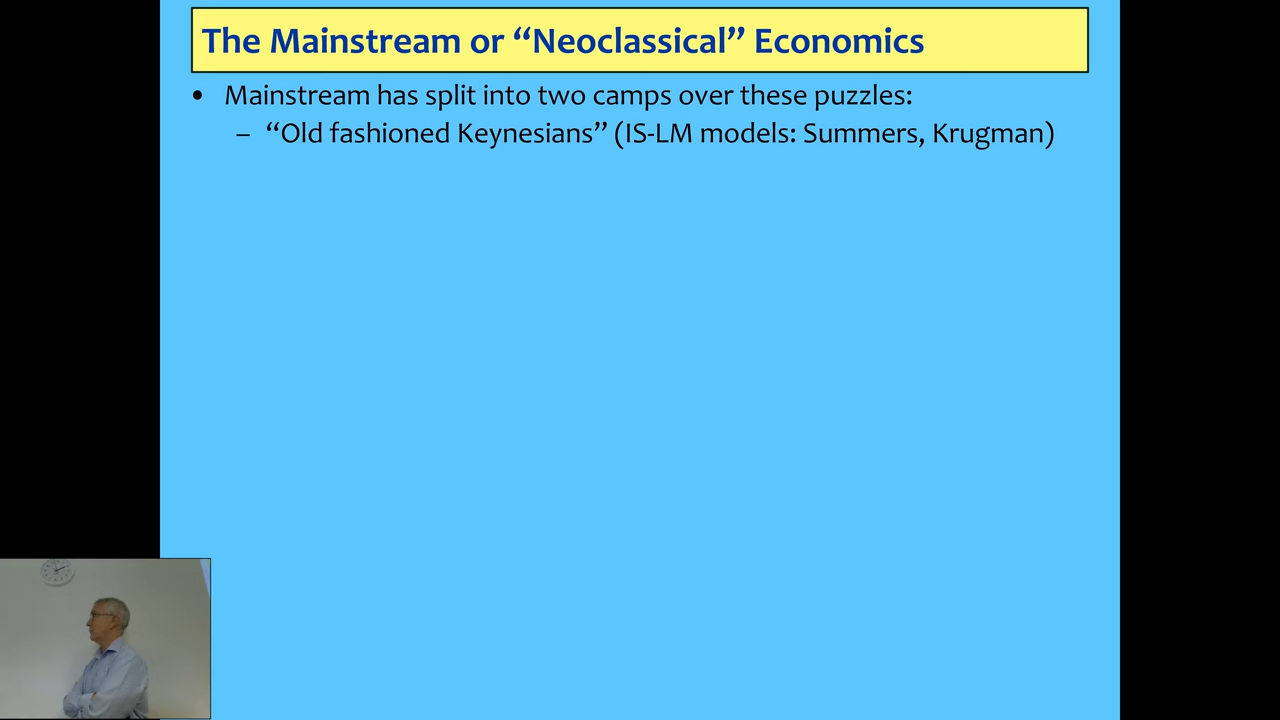 The Mainstream or “Neoclassical” Economics
• Mainstream has split into two camps over these puzzles:
– “Old fashioned Keynesians” (IS-LM models: Summers, Krugman)